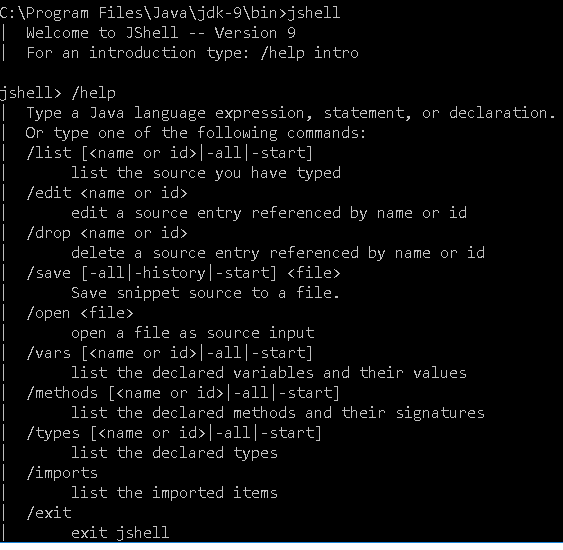 C:\Program Files\Java\jdk-9\bin>jshell
|  Welcome to JShell -- Version 9
|  For an introduction type: /help intro
jshell> /help
|  Type a Java language expression, statement, or declaration.
|  Or type one of the following commands:
|  /list [<name or id>|-all|-start]
|       list the source you have typed
|  /edit <name or id>
|       edit a source entry referenced by name or id
|  /drop <name or id>
|       delete a source entry referenced by name or id
|  /save [-all|-history|-start] <file>
|       Save snippet source to a file.
|  /open <file>
|       open a file as source input
|  /vars [<name or id>|-all|-start]
|       list the declared variables and their values
|  /methods [<name or id>|-all|-start]
|       list the declared methods and their signatures
|  /types [<name or id>|-all|-start]
|       list the declared types
|  /imports
|       list the imported items
|  /exit
|       exit jshell